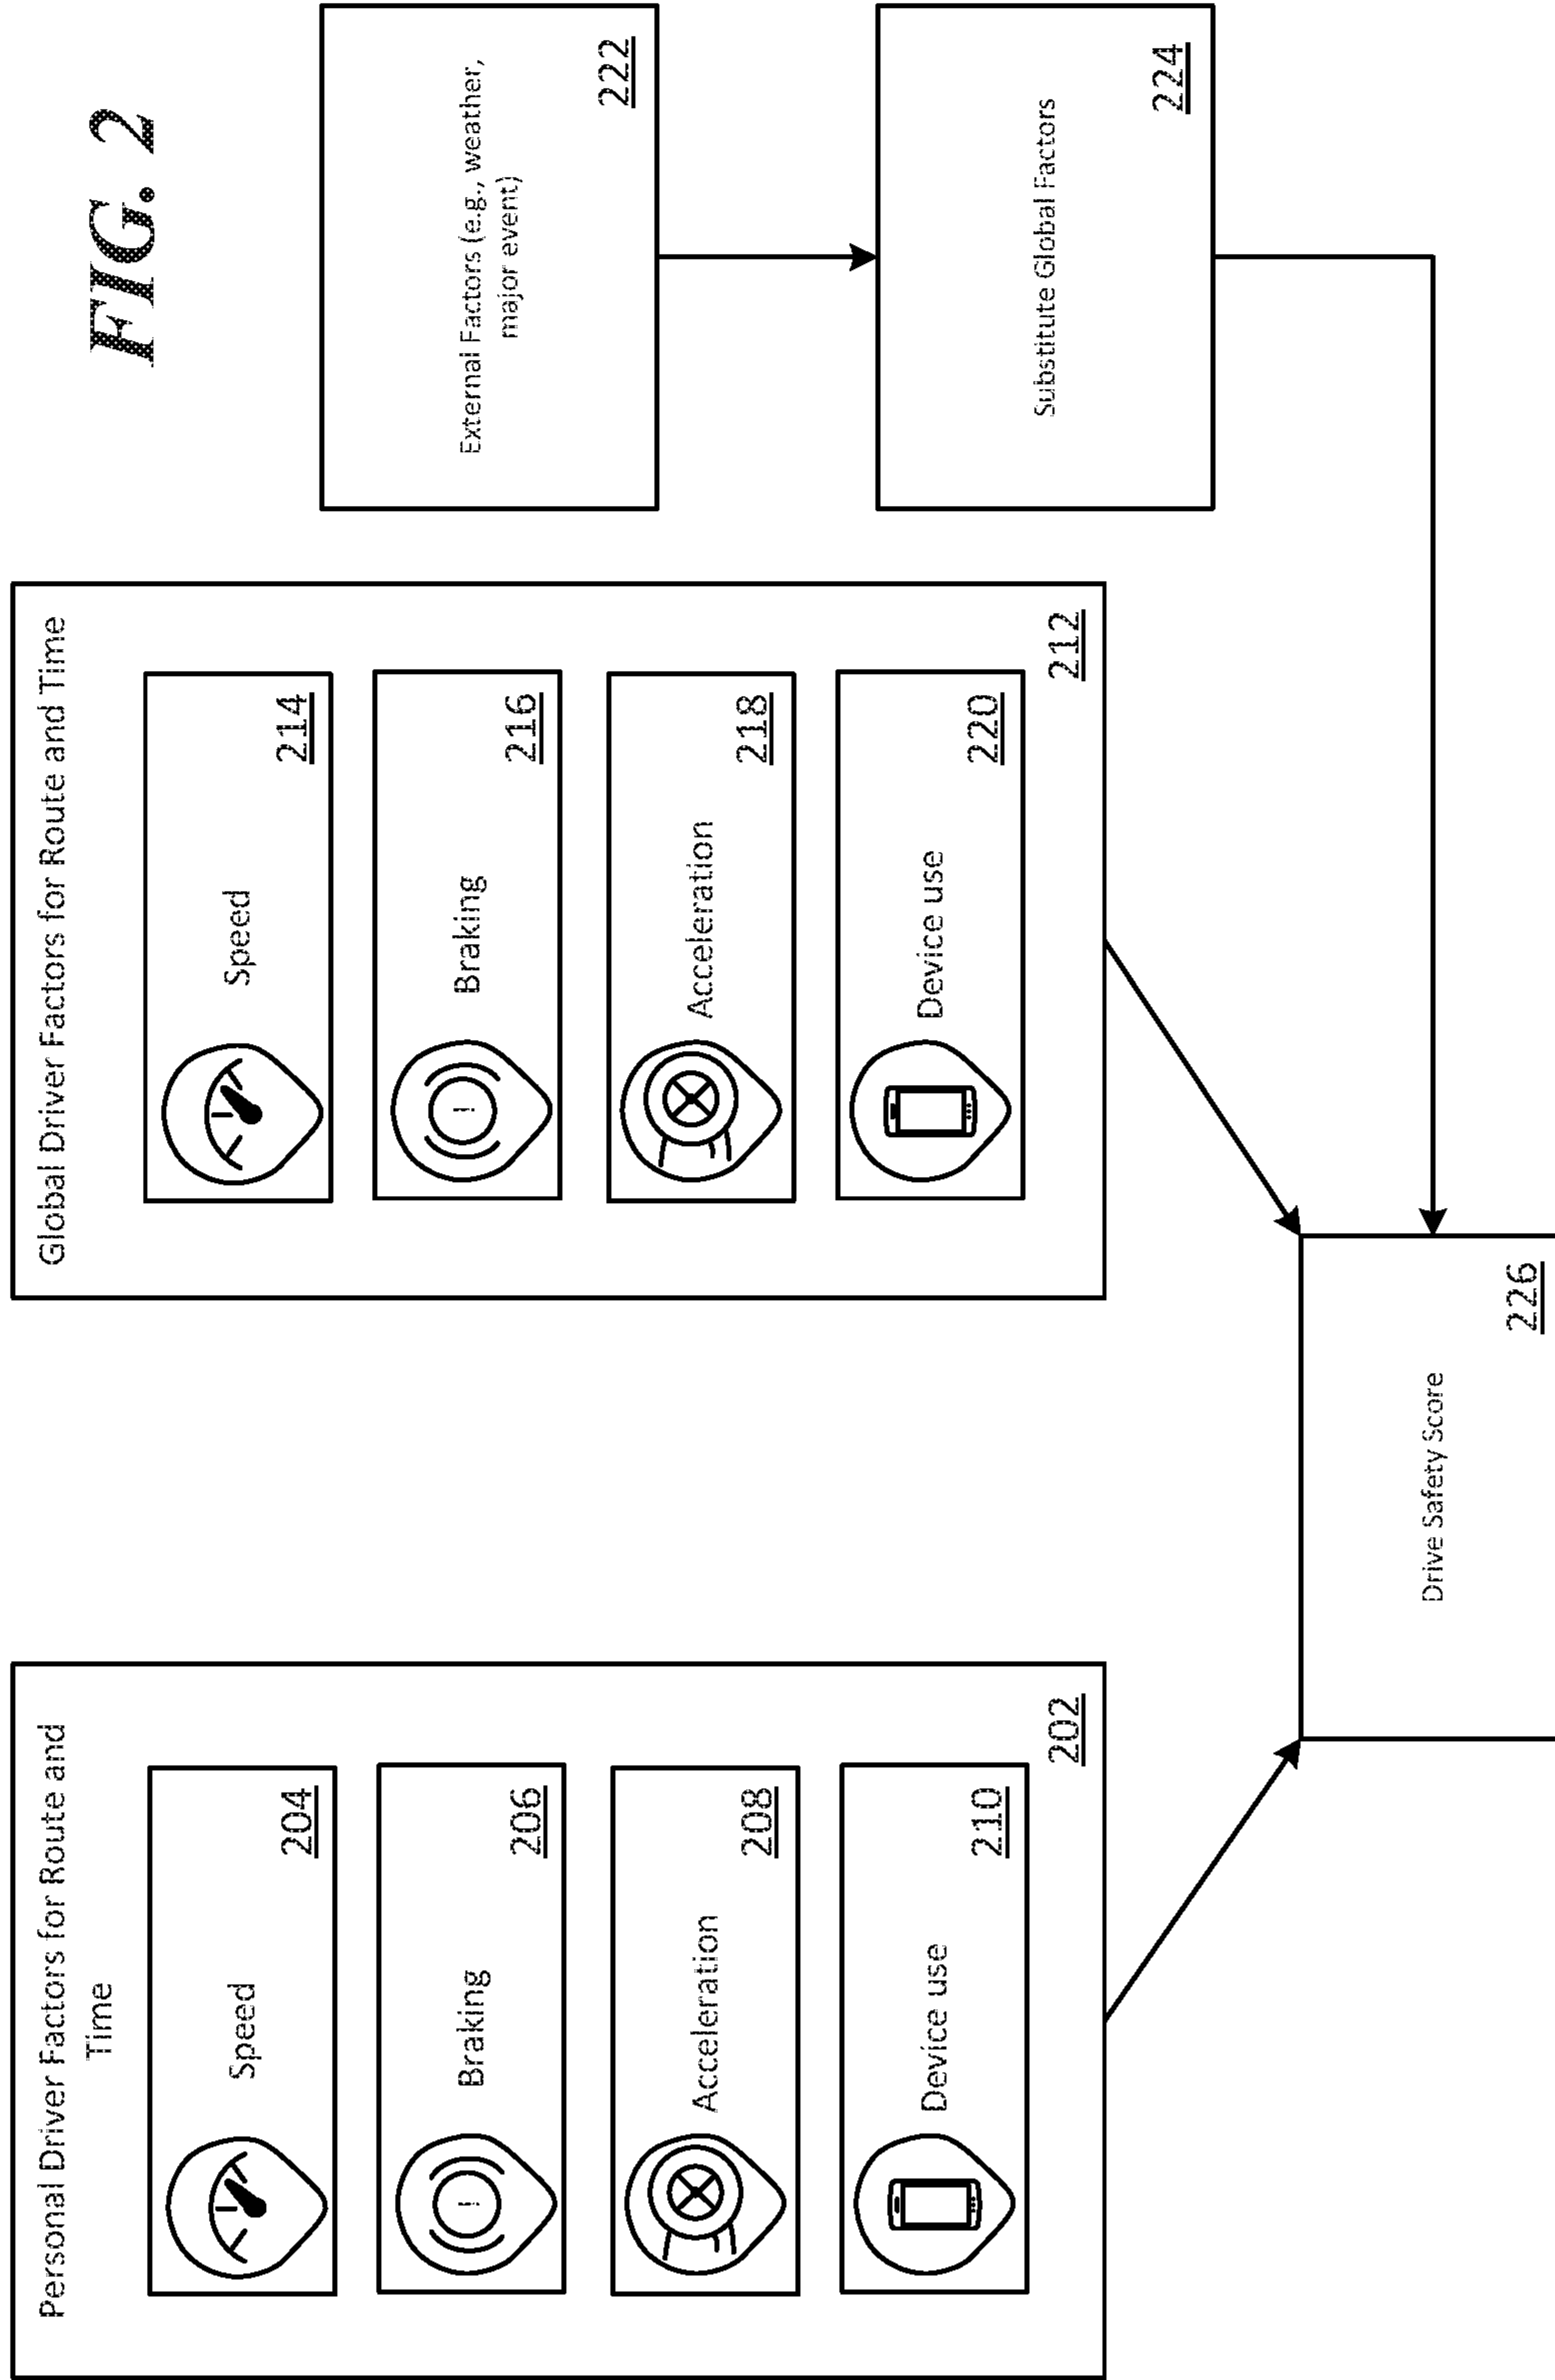 FIG. 2
Personal Driver Factors for Route and
Time
Speed
204
Braking
206
Acceleration
208
Device use
210
202
Global Driver Factors for Route and Time
Speed
214
Braking
216
Acceleration
218
Device use
220
212
External Factors (e.g., weather,
major event)
222
Substitute Global Factors
224
Drive Safety Score
226